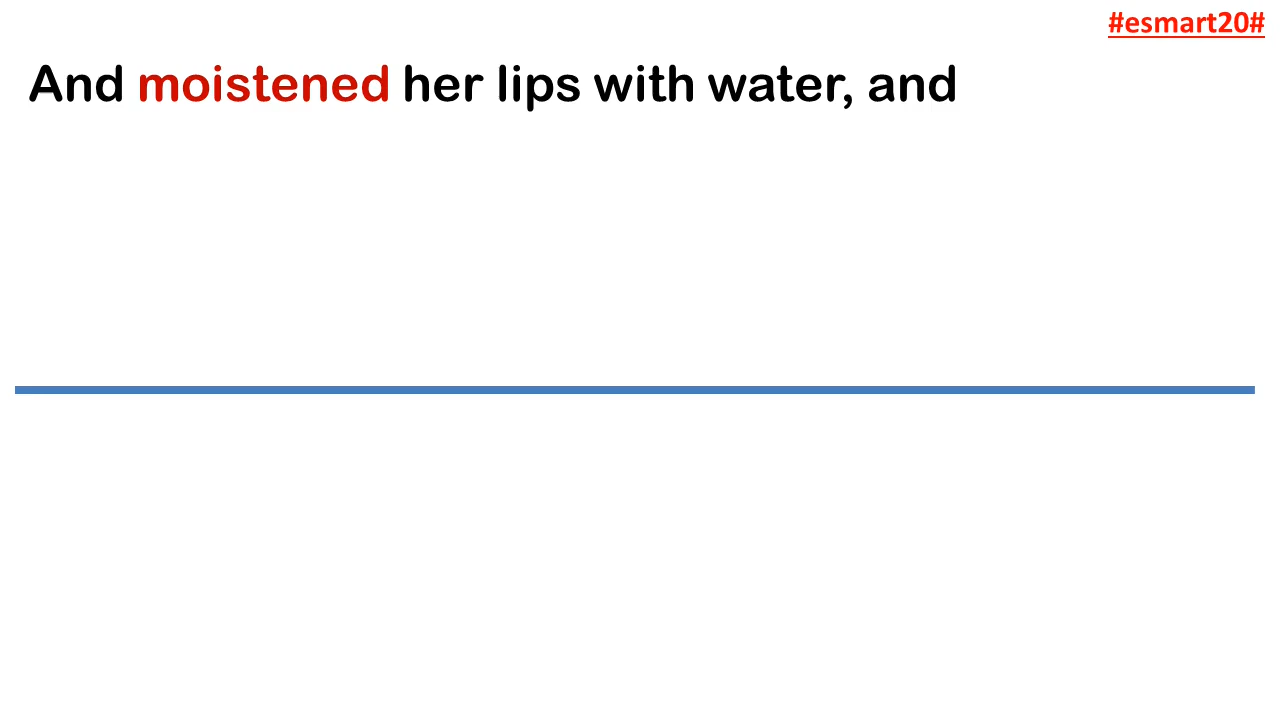 #esmart20#
And moistened her lips with water, and